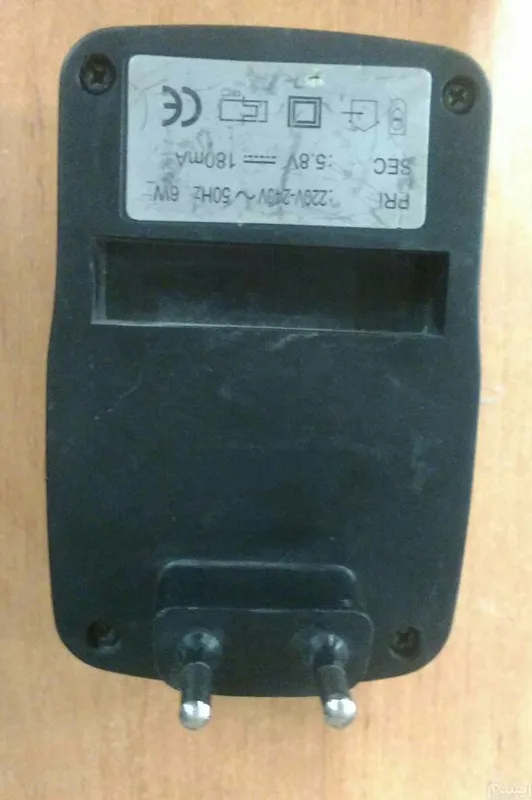 PRI :220V-240V~ 50Hz 6W
SEC :5.8V ⎓ 180mA
CE